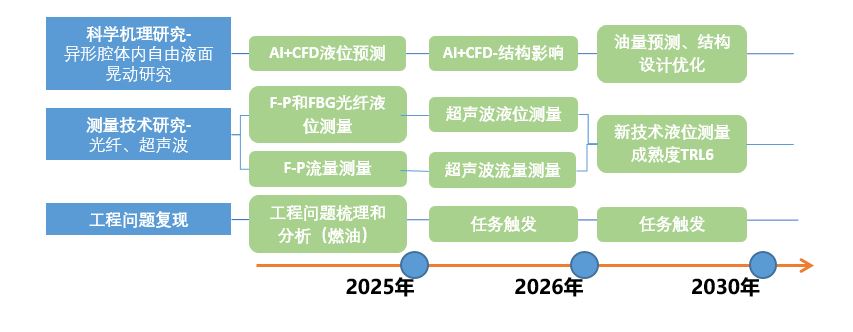 科学机理研究-
异形腔体内自由液面
晃动研究
AI+CFD液位预测
AI+CFD-结构影响
油量预测、结构
设计优化
测量技术研究-
光纤、超声波
F-P和FBG光纤液
位测量
超声波液位测量
F-P流量测量
超声波流量测量
新技术液位测量
成熟度TRL6
工程问题复现
工程问题梳理和
分析（燃油）
任务触发
任务触发
2025年
2026年
2030年